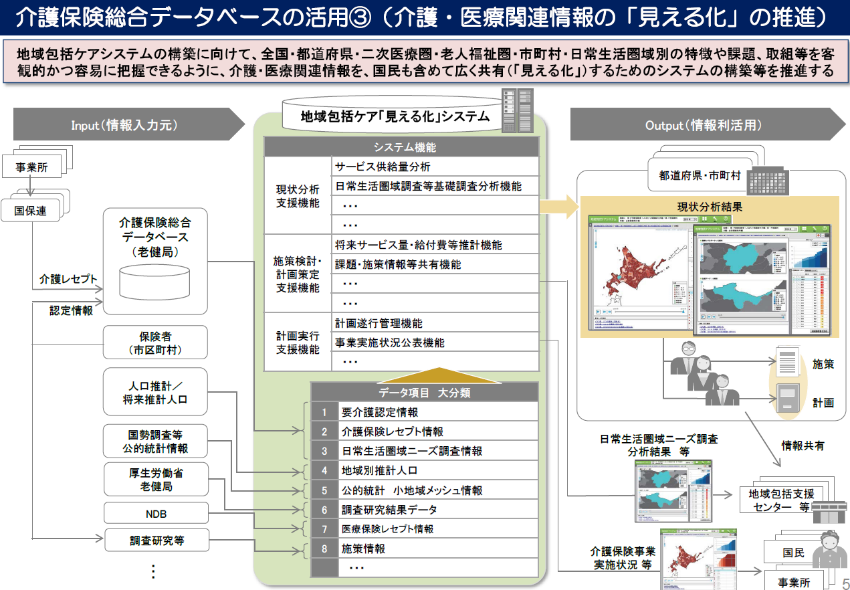 介護保険総合データベースの活用③（介護・医療関連情報の「見える化」の推進）
地域包括ケアシステムの構築に向けて、全国・都道府県・二次医療圏・老人福祉圏・市町村・日常生活圏域別の特徴や課題、取組等を客
観的かつ容易に把握できるように、介護・医療関連情報を、国民も含めて広く共有（「見える化」）するためのシステムの構築等を推進する
Input（情報入力元）
事業所
国保連
介護保険総合
データベース
（老健局）
介護レセプト
認定情報
保険者
（市区町村）
人口推計／
将来推計人口
国勢調査等
公的統計情報
厚生労働省
老健局
NDB
調査研究等
⋮
地域包括ケア「見える化」システム
システム機能
現状分析
支援機能
サービス供給量分析
日常生活圏域調査等基礎調査分析機能
…
…
施策検討・
計画策定
支援機能
将来サービス量・給付費等推計機能
課題・施策情報等共有機能
…
…
計画実行
支援機能
計画遂行管理機能
事業実施状況公表機能
…
データ項目 大分類
1 要介護認定情報
2 介護保険レセプト情報
3 日常生活圏域ニーズ調査情報
4 地域別推計人口
5 公的統計 小地域メッシュ情報
6 調査研究結果データ
7 医療保険レセプト情報
8 施策情報
…
Output（情報利活用）
都道府県・市町村
現状分析結果
施策
計画
日常生活圏域ニーズ調査
分析結果 等
情報共有
地域包括支援
センター 等
介護保険事業
実施状況 等
国民
事業所
5